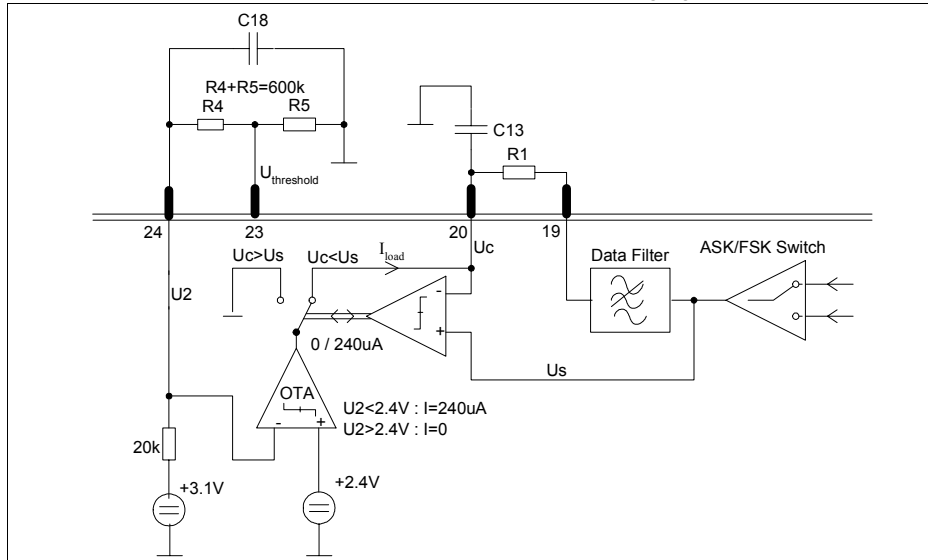 C18
R4+R5=600k
R4 R5
C13
R1
Uthreshold
24 23 20 19
Uc
Uc>Us Uc<Us Iload
Data Filter ASK/FSK Switch
U2
-
+
0 / 240uA
Us
OTA
- +
U2<2.4V : I=240uA
U2>2.4V : I=0
20k
+3.1V +2.4V